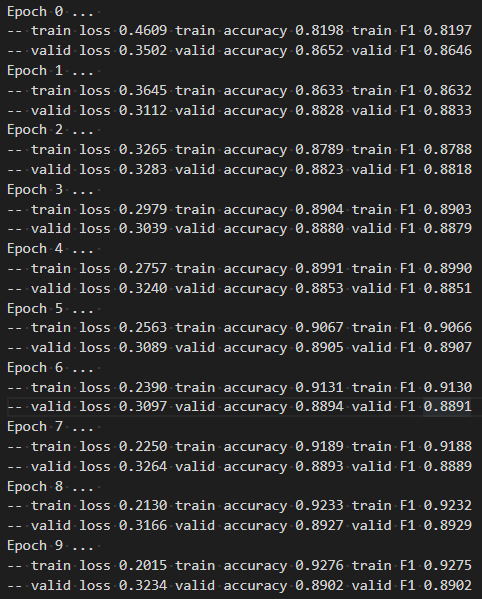 Epoch 0 ...
-- train loss 0.4609 train accuracy 0.8198 train F1 0.8197
-- valid loss 0.3502 valid accuracy 0.8652 valid F1 0.8646
Epoch 1 ...
-- train loss 0.3645 train accuracy 0.8633 train F1 0.8632
-- valid loss 0.3112 valid accuracy 0.8828 valid F1 0.8833
Epoch 2 ...
-- train loss 0.3265 train accuracy 0.8789 train F1 0.8788
-- valid loss 0.3283 valid accuracy 0.8823 valid F1 0.8818
Epoch 3 ...
-- train loss 0.2979 train accuracy 0.8904 train F1 0.8903
-- valid loss 0.3039 valid accuracy 0.8880 valid F1 0.8879
Epoch 4 ...
-- train loss 0.2757 train accuracy 0.8991 train F1 0.8990
-- valid loss 0.3240 valid accuracy 0.8853 valid F1 0.8851
Epoch 5 ...
-- train loss 0.2563 train accuracy 0.9067 train F1 0.9066
-- valid loss 0.3089 valid accuracy 0.8905 valid F1 0.8907
Epoch 6 ...
-- train loss 0.2390 train accuracy 0.9131 train F1 0.9130
-- valid loss 0.3097 valid accuracy 0.8894 valid F1 0.8891
Epoch 7 ...
-- train loss 0.2250 train accuracy 0.9189 train F1 0.9188
-- valid loss 0.3264 valid accuracy 0.8893 valid F1 0.8889
Epoch 8 ...
-- train loss 0.2130 train accuracy 0.9233 train F1 0.9232
-- valid loss 0.3166 valid accuracy 0.8927 valid F1 0.8929
Epoch 9 ...
-- train loss 0.2015 train accuracy 0.9276 train F1 0.9275
-- valid loss 0.3234 valid accuracy 0.8902 valid F1 0.8902